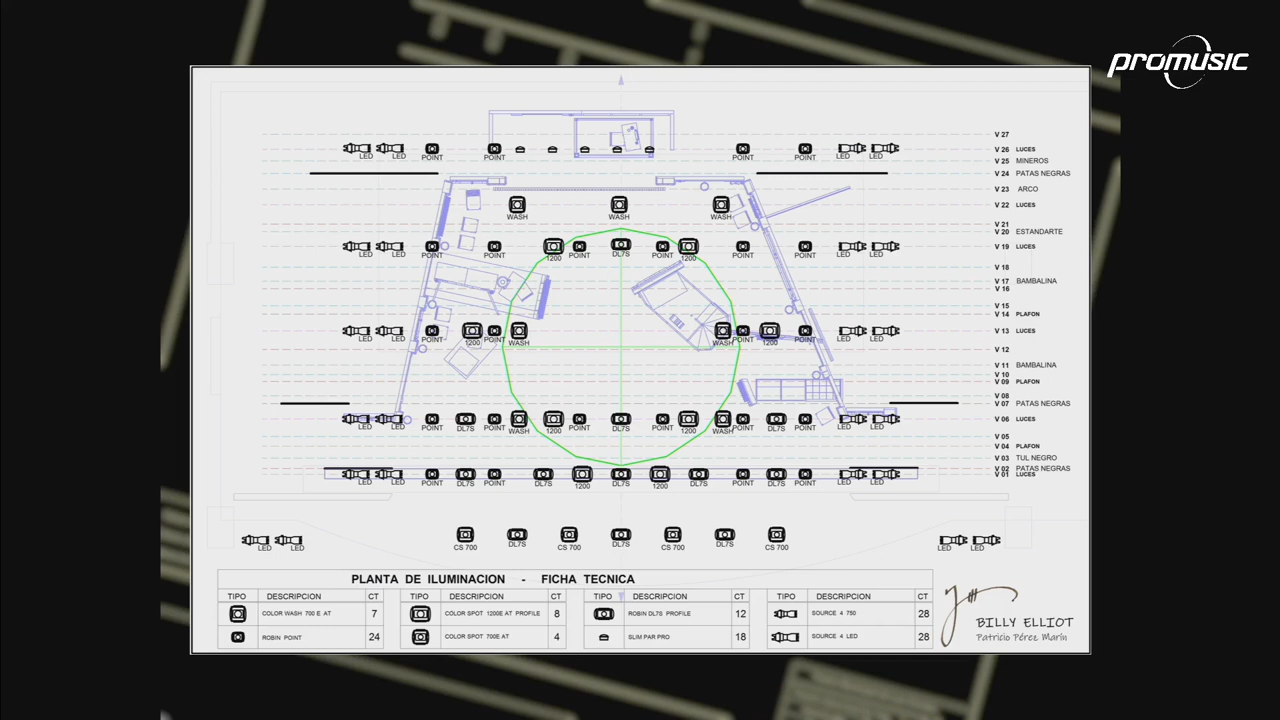 promusic
V 27
V 26 LUCES
LED LED POINT POINT POINT POINT LED LED
V 25 MINEROS
V 24 PATAS NEGRAS
V 23 ARCO
V 22 LUCES
WASH WASH WASH
V 21
V 20 ESTANDARTE
V 19 LUCES
LED LED POINT POINT 1200 POINT DL7S POINT 1200 POINT POINT LED LED
V 18
V 17 BAMBALINA
V 16
V 15
V 14 PLAFON
V 13 LUCES
LED LED POINT 1200 POINT WASH WASH POINT 1200 POINT LED LED
V 12
V 11 BAMBALINA
V 10
V 09 PLAFON
V 08
V 07 PATAS NEGRAS
V 06 LUCES
LED LED POINT DL7S POINT WASH 1200 POINT DL7S POINT 1200 WASH POINT DL7S POINT LED LED
V 05
V 04 PLAFON
V 03 TUL NEGRO
V 02 PATAS NEGRAS
V 01 LUCES
LED LED POINT DL7S POINT DL7S 1200 1200 DL7S POINT DL7S POINT LED LED
LED LED CS 700 DL7S CS 700 DL7S CS 700 DL7S CS 700 LED LED
PLANTA DE ILUMINACION - FICHA TECNICA
TIPO DESCRIPCION CT TIPO DESCRIPCION CT TIPO DESCRIPCION CT TIPO DESCRIPCION CT
COLOR WASH 700 E AT 7 COLOR SPOT 1200E AT PROFILE 8 ROBIN DL7S PROFILE 12 SOURCE 4 750 28
ROBIN POINT 24 COLOR SPOT 700E AT 4 SLIM PAR PRO 18 SOURCE 4 LED 28
BILLY ELLIOT
Patricio Pérez Marín